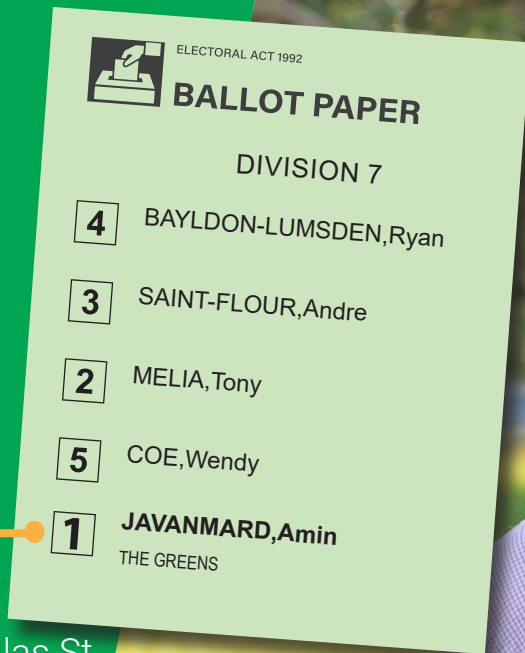 ELECTORAL ACT 1992
BALLOT PAPER
DIVISION 7
4 BAYLDON-LUMSDEN,Ryan
3 SAINT-FLOUR,Andre
2 MELIA,Tony
5 COE,Wendy
1 JAVANMARD,Amin
THE GREENS
St